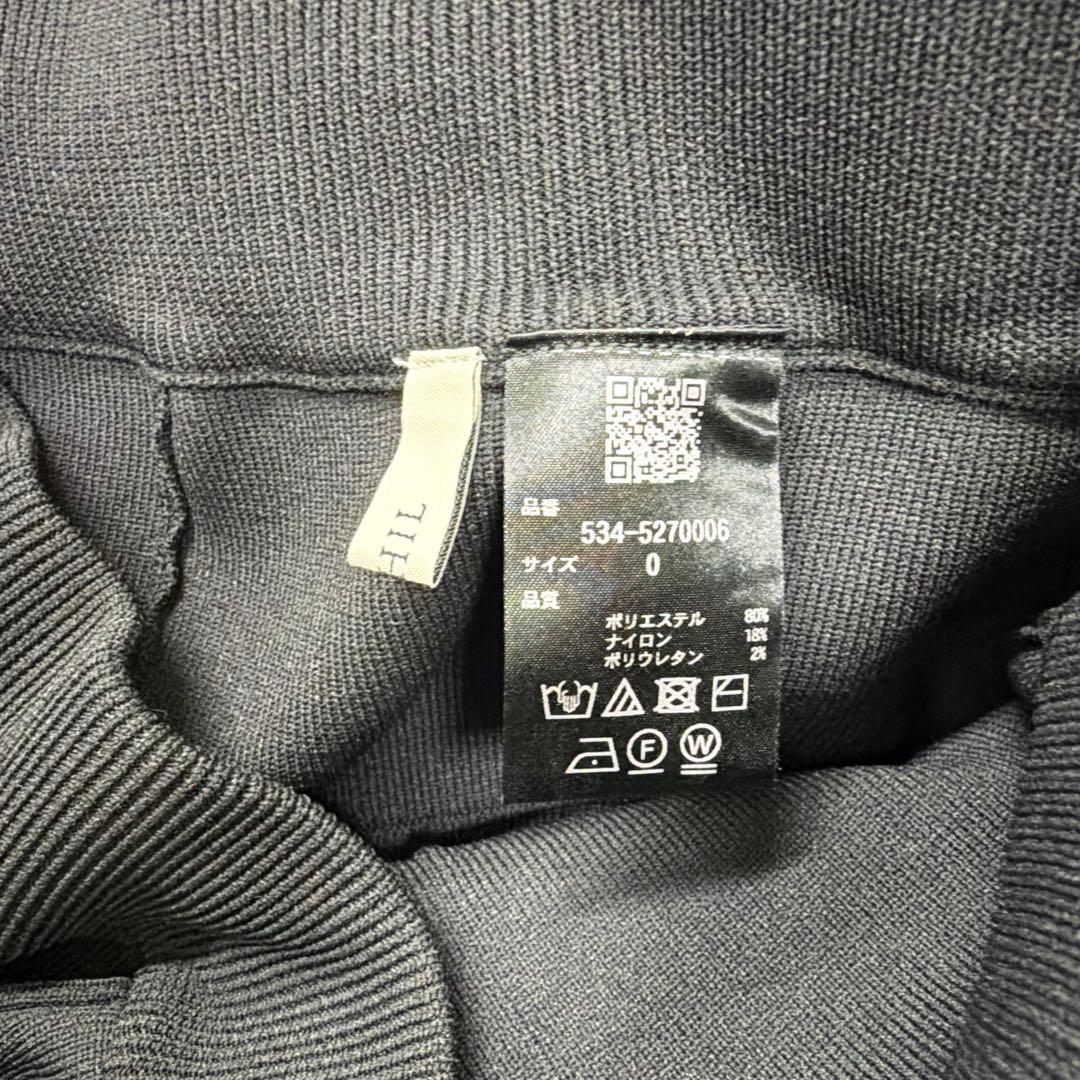 HIL
品番
534-5270006
サイズ 0
品質
ポリエステル 80%
ナイロン 18%
ポリウレタン 2%
F W